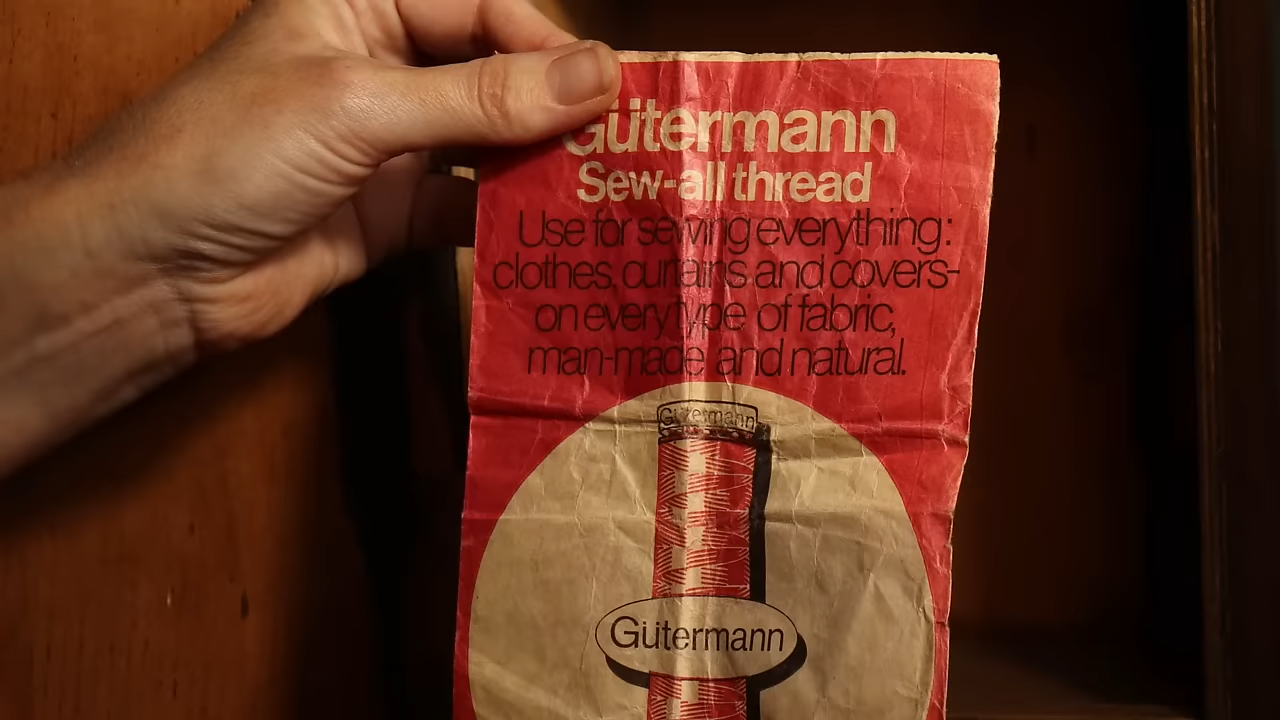 Gütermann
Sew-all thread
Use for sewing everything:
clothes, curtains and covers-
on every type of fabric,
man-made and natural.
Gütermann
Gütermann